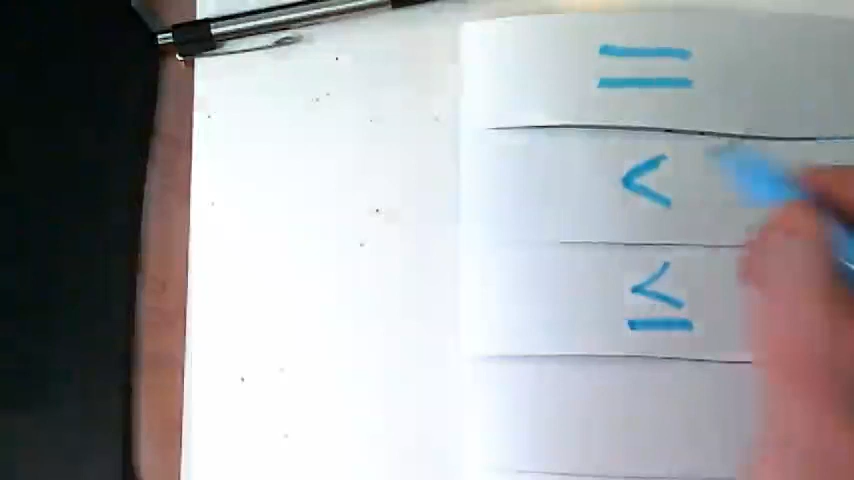 =
<
≤